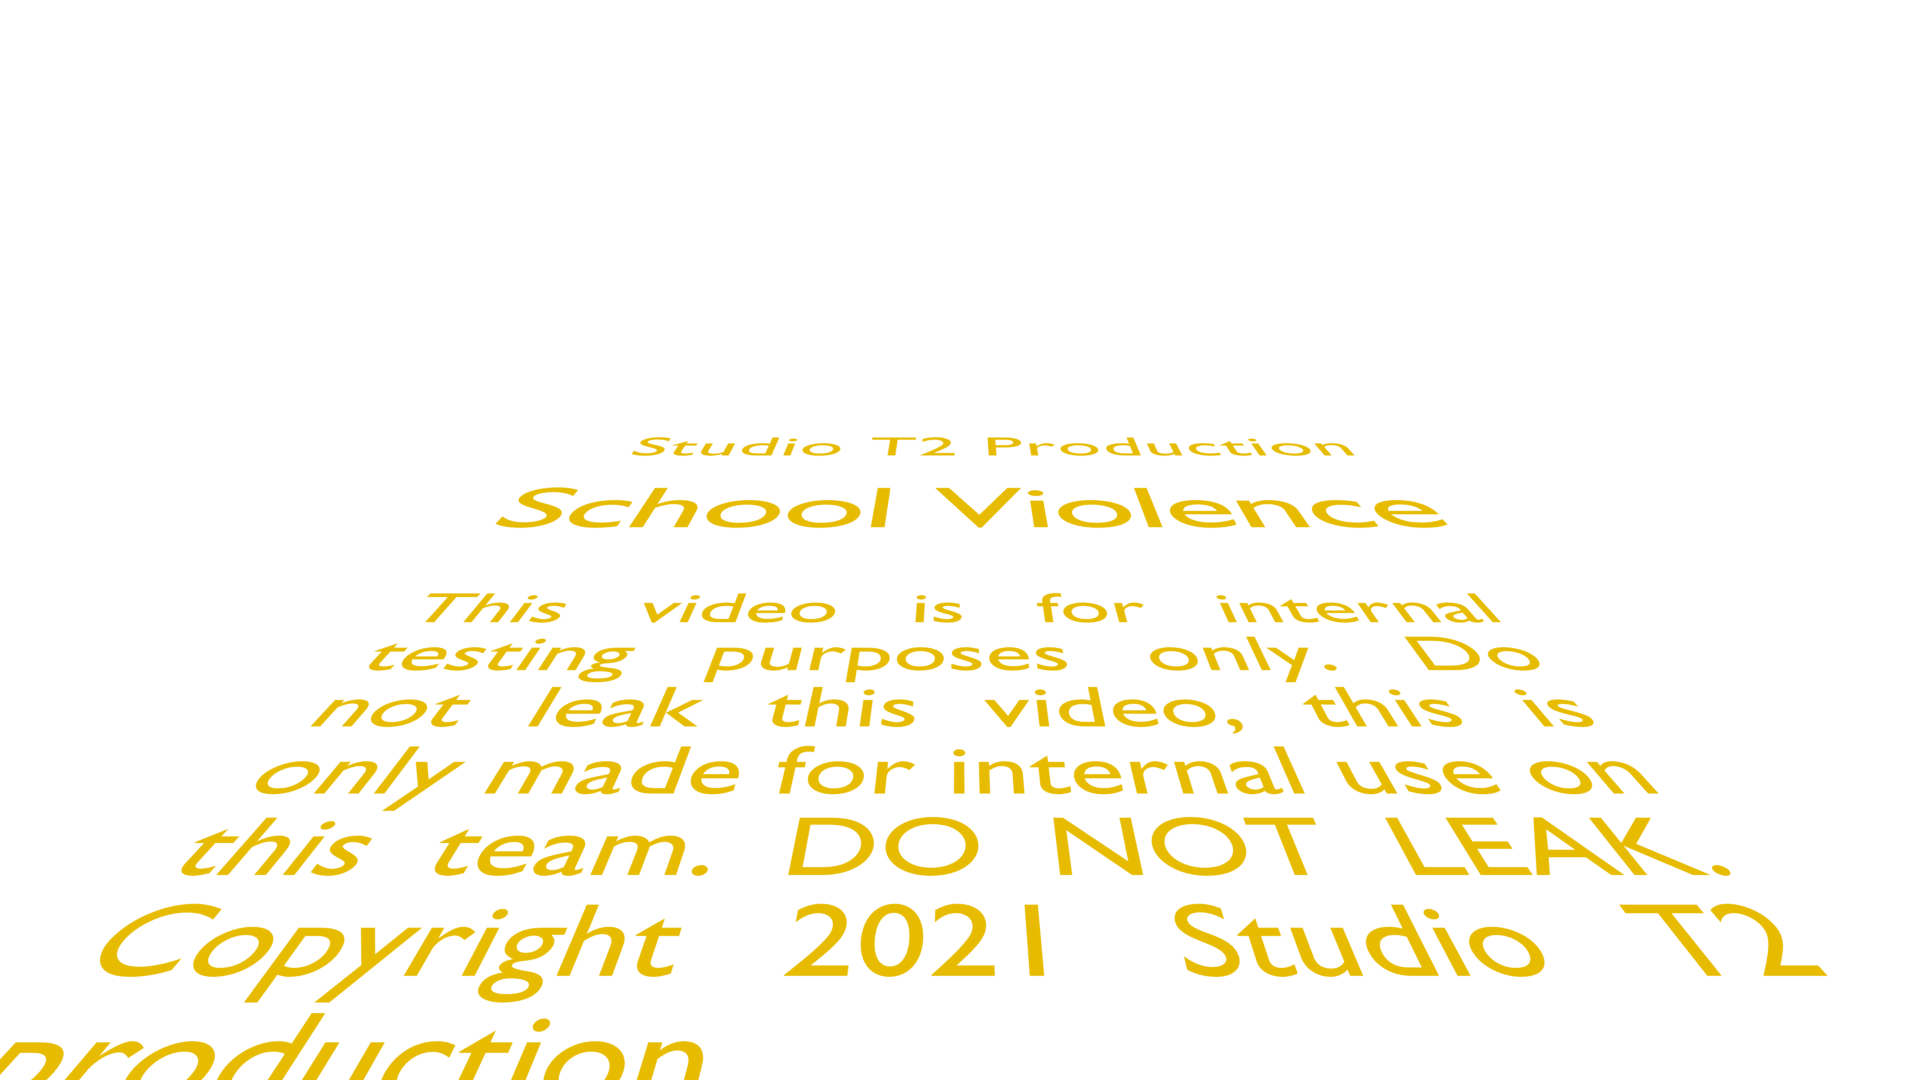 Studio T2 Production
School Violence
This video is for internal
testing purposes only. Do
not leak this video, this is
only made for internal use on
this team. DO NOT LEAK.
Copyright 2021 Studio T2
production